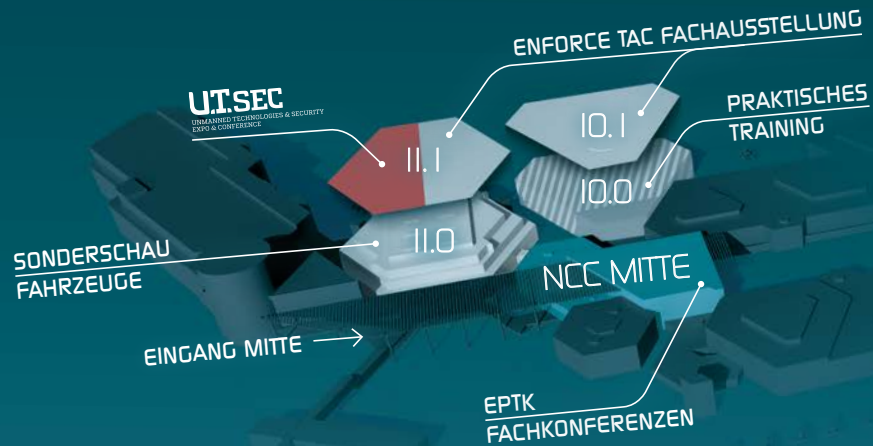 ENFORCE TAC FACHAUSSTELLUNG
U.T.SEC
UNMANNED TECHNOLOGIES & SECURITY
EXPO & CONFERENCE
PRAKTISCHES
TRAINING
10.1
11.1
10.0
11.0
SONDERSCHAU
FAHRZEUGE
NCC MITTE
EINGANG MITTE
EPTK
FACHKONFERENZEN